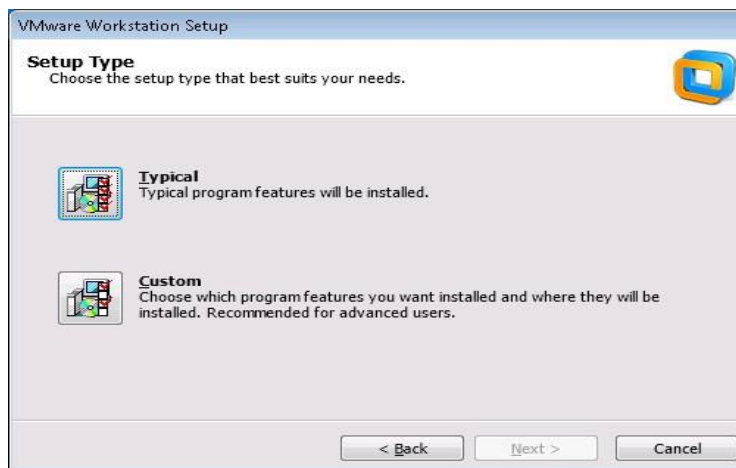 VMware Workstation Setup
Setup Type
Choose the setup type that best suits your needs.
Typical
Typical program features will be installed.
Custom
Choose which program features you want installed and where they will be
installed. Recommended for advanced users.
< Back Next > Cancel